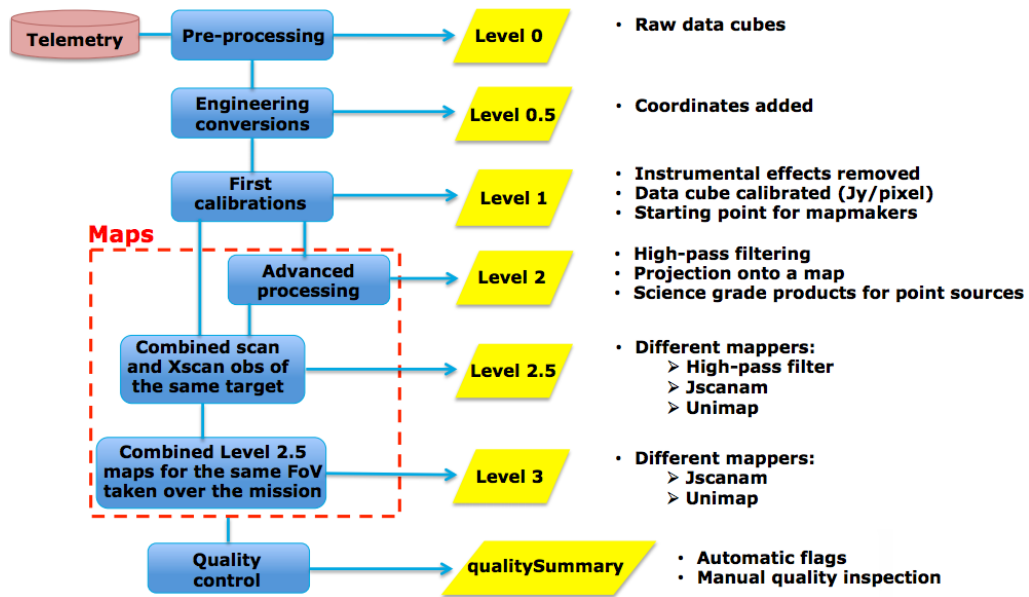 Telemetry
Pre-processing
Level 0
• Raw data cubes
Engineering
conversions
Level 0.5
• Coordinates added
First
calibrations
Level 1
• Instrumental effects removed
• Data cube calibrated (Jy/pixel)
• Starting point for mapmakers
Maps
Advanced
processing
Level 2
• High-pass filtering
• Projection onto a map
• Science grade products for point sources
Combined scan
and Xscan obs of
the same target
Level 2.5
• Different mappers:
➢ High-pass filter
➢ Jscanam
➢ Unimap
Combined Level 2.5
maps for the same FoV
taken over the mission
Level 3
• Different mappers:
➢ Jscanam
➢ Unimap
Quality
control
qualitySummary
• Automatic flags
• Manual quality inspection